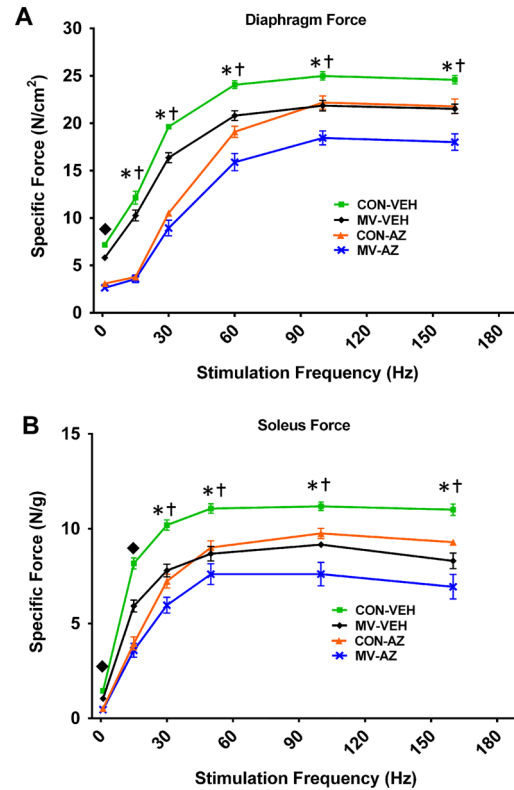 A
Diaphragm Force
Specific Force (N/cm²)
30
25
20
15
10
5
0
◆
*†
*†
*†
*†
*†
CON-VEH
MV-VEH
CON-AZ
MV-AZ
0 30 60 90 120 150 180
Stimulation Frequency (Hz)
B
Soleus Force
Specific Force (N/g)
15
10
5
0
◆
◆
*†
*†
*†
*†
CON-VEH
MV-VEH
CON-AZ
MV-AZ
0 30 60 90 120 150 180
Stimulation Frequency (Hz)